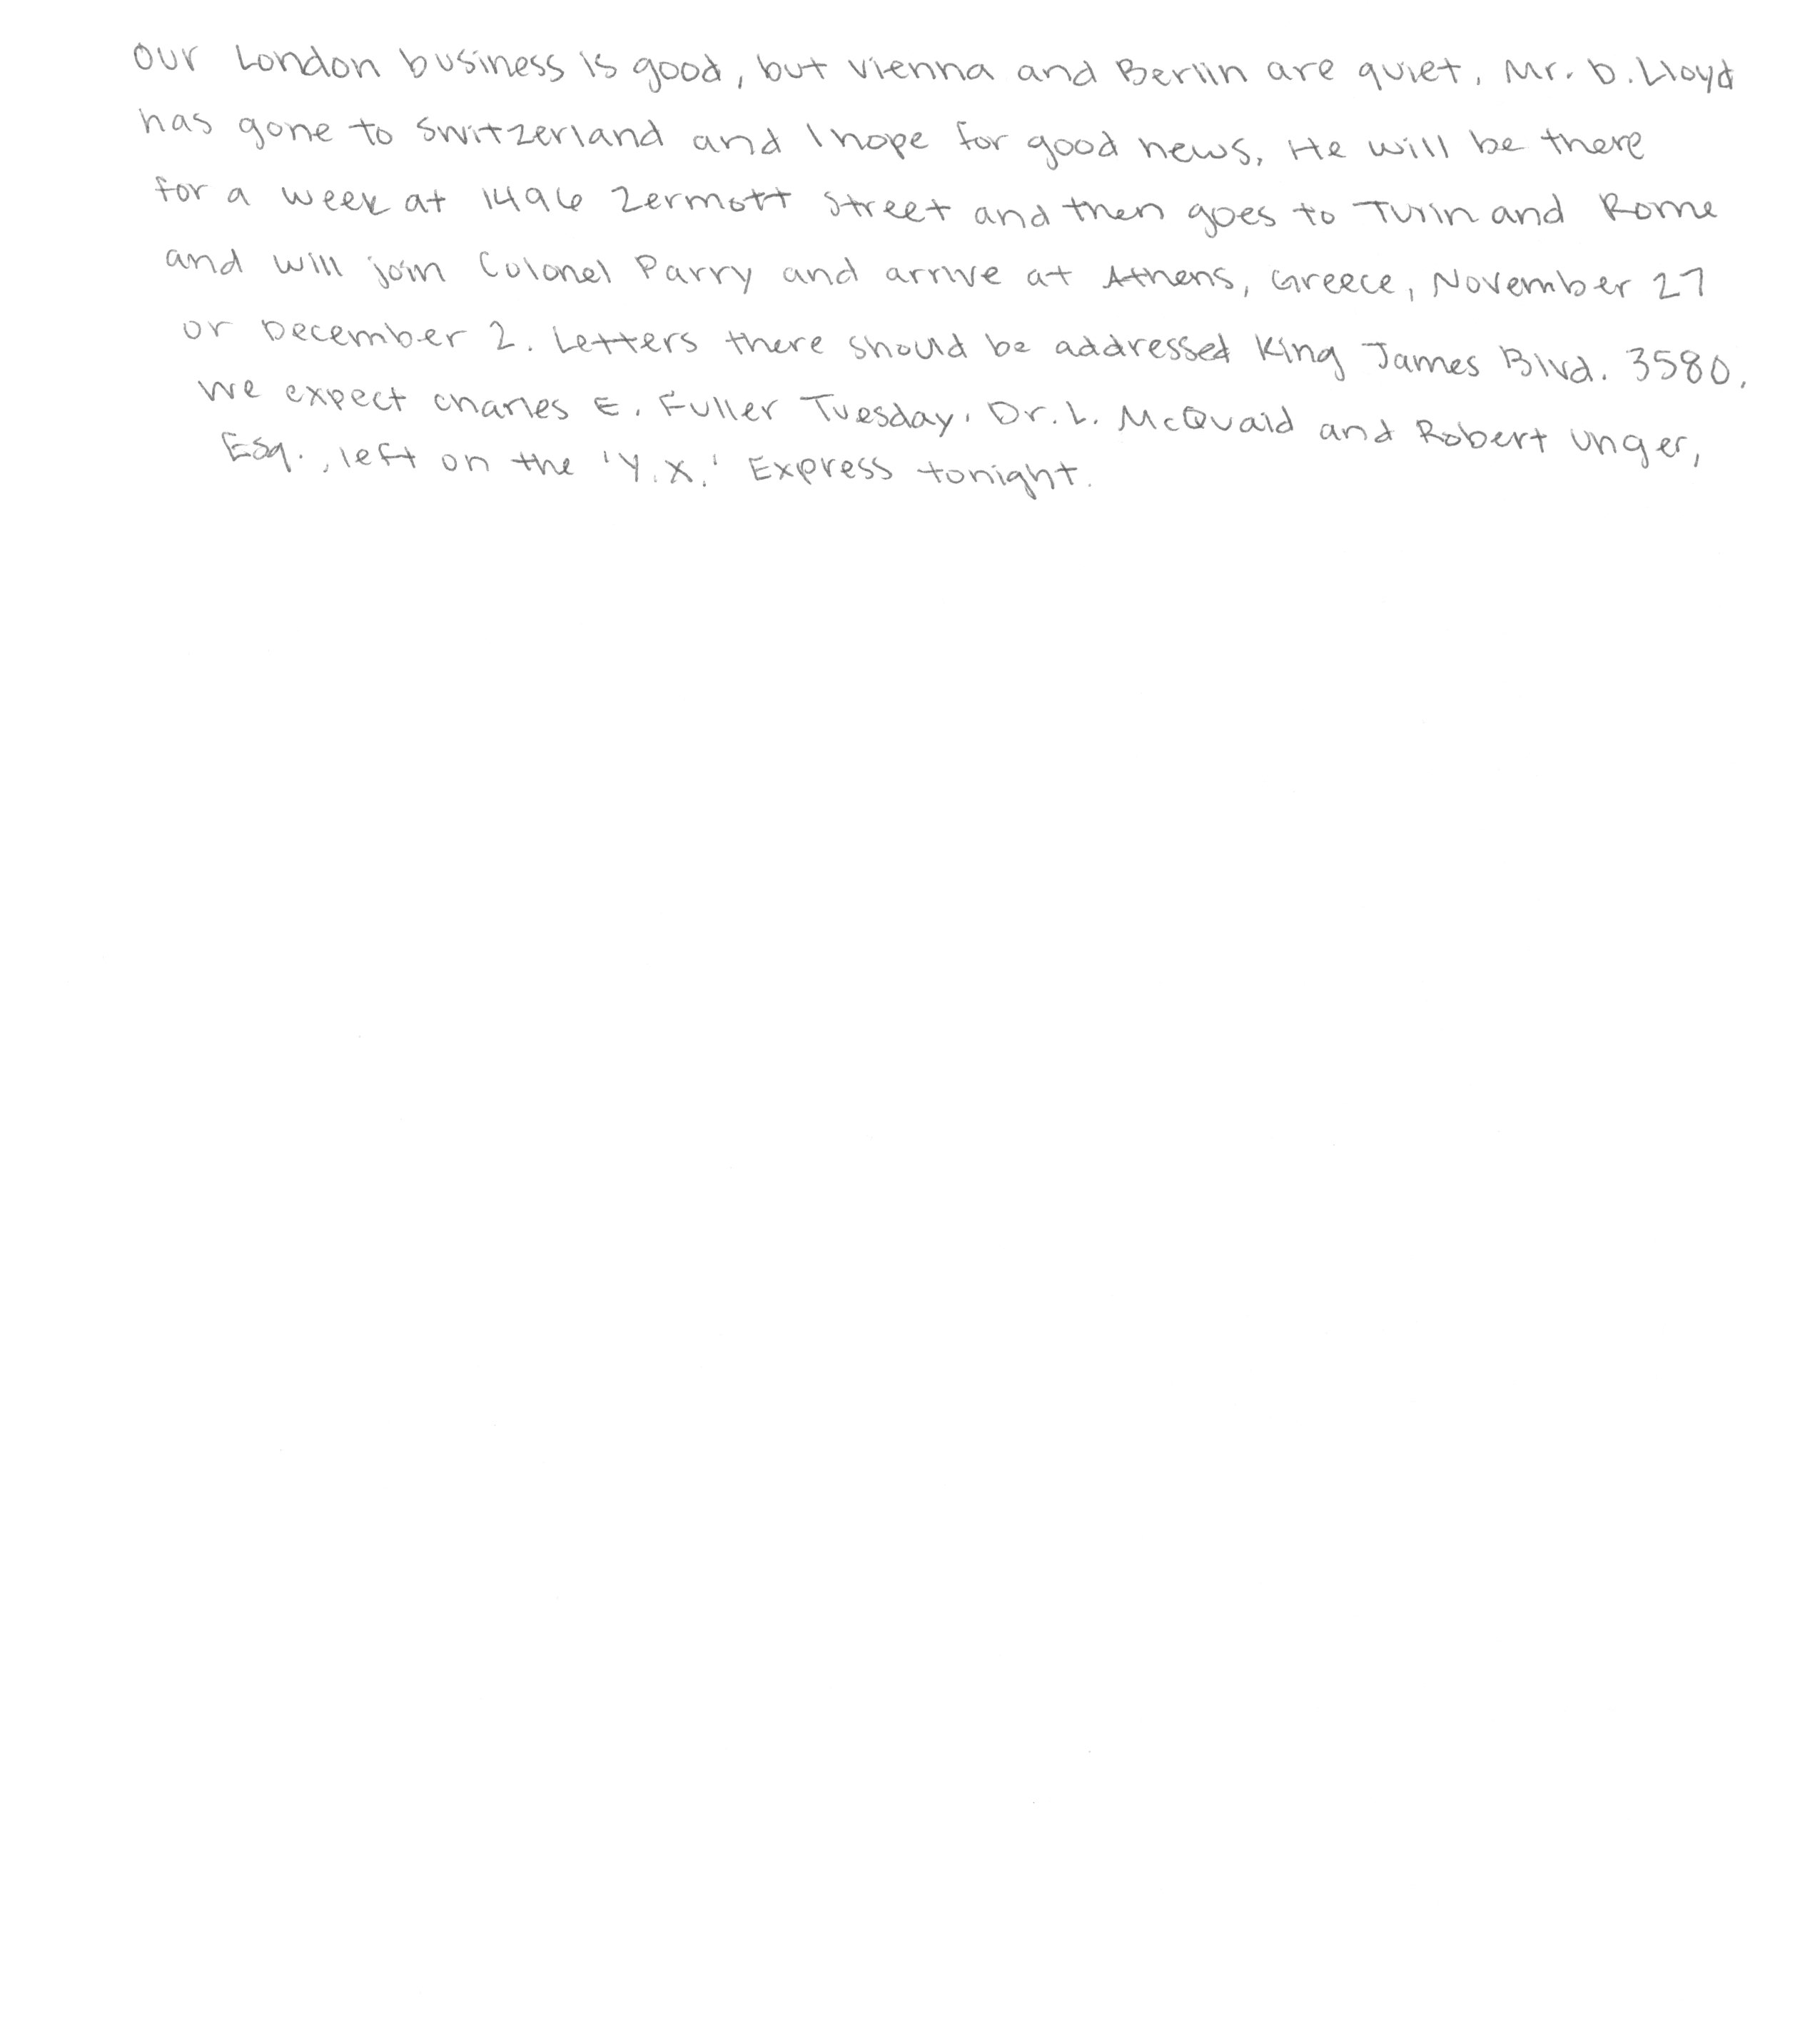 Our London business is good, but Vienna and Berlin are quiet. Mr. D. Lloyd
has gone to Switzerland and I hope for good news. He will be there
for a week at 1496 Zermott Street and then goes to Turin and Rome
and will join Colonel Parry and arrive at Athens, Greece, November 27
or December 2. Letters there should be addressed King James Blvd. 3580.
We expect Charles E. Fuller Tuesday. Dr. L. McQuaid and Robert Unger,
Esq., left on the 'Y.X.' Express tonight.